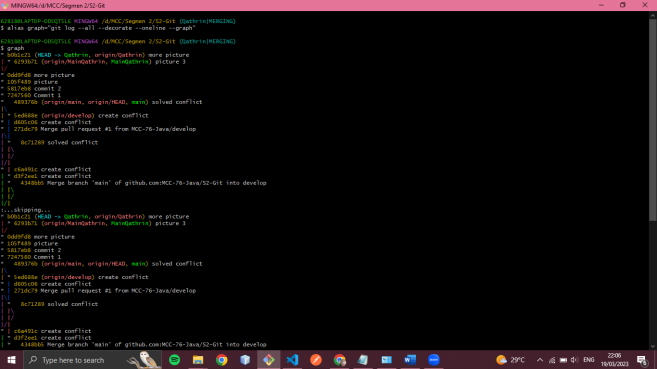 MINGW64:/d/MCC/Segmen 2/S2-Git
MINGW64 /d/MCC/Segmen 2/S2-Git (Qathrin|MERGING)
$ alias graph="git log --all --decorate --oneline --graph"
MINGW64 /d/MCC/Segmen 2/S2-Git (Qathrin|MERGING)
$ graph
* b0b1c21 (HEAD -> Qathrin, origin/Qathrin) more picture
| * 6293b71 (origin/MainQathrin, MainQathrin) picture 3
|/
* 0dd9fd8 more picture
* 105f489 picture
* 5817eb8 commit 2
* 7247560 Commit 1
* 489376b (origin/main, origin/HEAD, main) solved conflict
|\
| * 5ed688e (origin/develop) create conflict
* | d605c06 create conflict
| * 271dc79 Merge pull request #1 from MCC-76-Java/develop
|\|
| * 8c71289 solved conflict
| |\
| |/
|/|
* | c6a491c create conflict
| * d3f2ee1 create conflict
| * 4348bb5 Merge branch 'main' of github.com:MCC-76-Java/S2-Git into develop
| |\
| |/
|/|
:...skipping...
* b0b1c21 (HEAD -> Qathrin, origin/Qathrin) more picture
| * 6293b71 (origin/MainQathrin, MainQathrin) picture 3
|/
* 0dd9fd8 more picture
* 105f489 picture
* 5817eb8 commit 2
* 7247560 Commit 1
* 489376b (origin/main, origin/HEAD, main) solved conflict
|\
| * 5ed688e (origin/develop) create conflict
* | d605c06 create conflict
| * 271dc79 Merge pull request #1 from MCC-76-Java/develop
|\|
| * 8c71289 solved conflict
| |\
| |/
|/|
* | c6a491c create conflict
| * d3f2ee1 create conflict
| * 4348bb5 Merge branch 'main' of github.com:MCC-76-Java/S2-Git into develop
Type here to search
29°C
ENG
22:06
19/03/2023